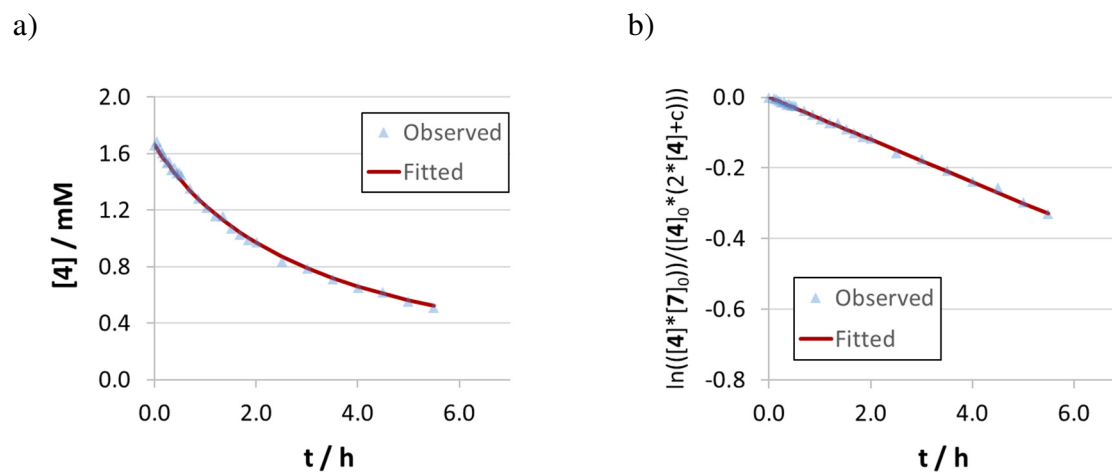 a)
b)
[4] / mM
2.0
1.6
1.2
0.8
0.4
0.0
0.0
2.0
4.0
6.0
t / h
Observed
Fitted
ln(([4]*[7]₀))/([4]₀*(2*[4]+c)))
0.0
-0.2
-0.4
-0.6
-0.8
0.0
2.0
4.0
6.0
t / h
Observed
Fitted